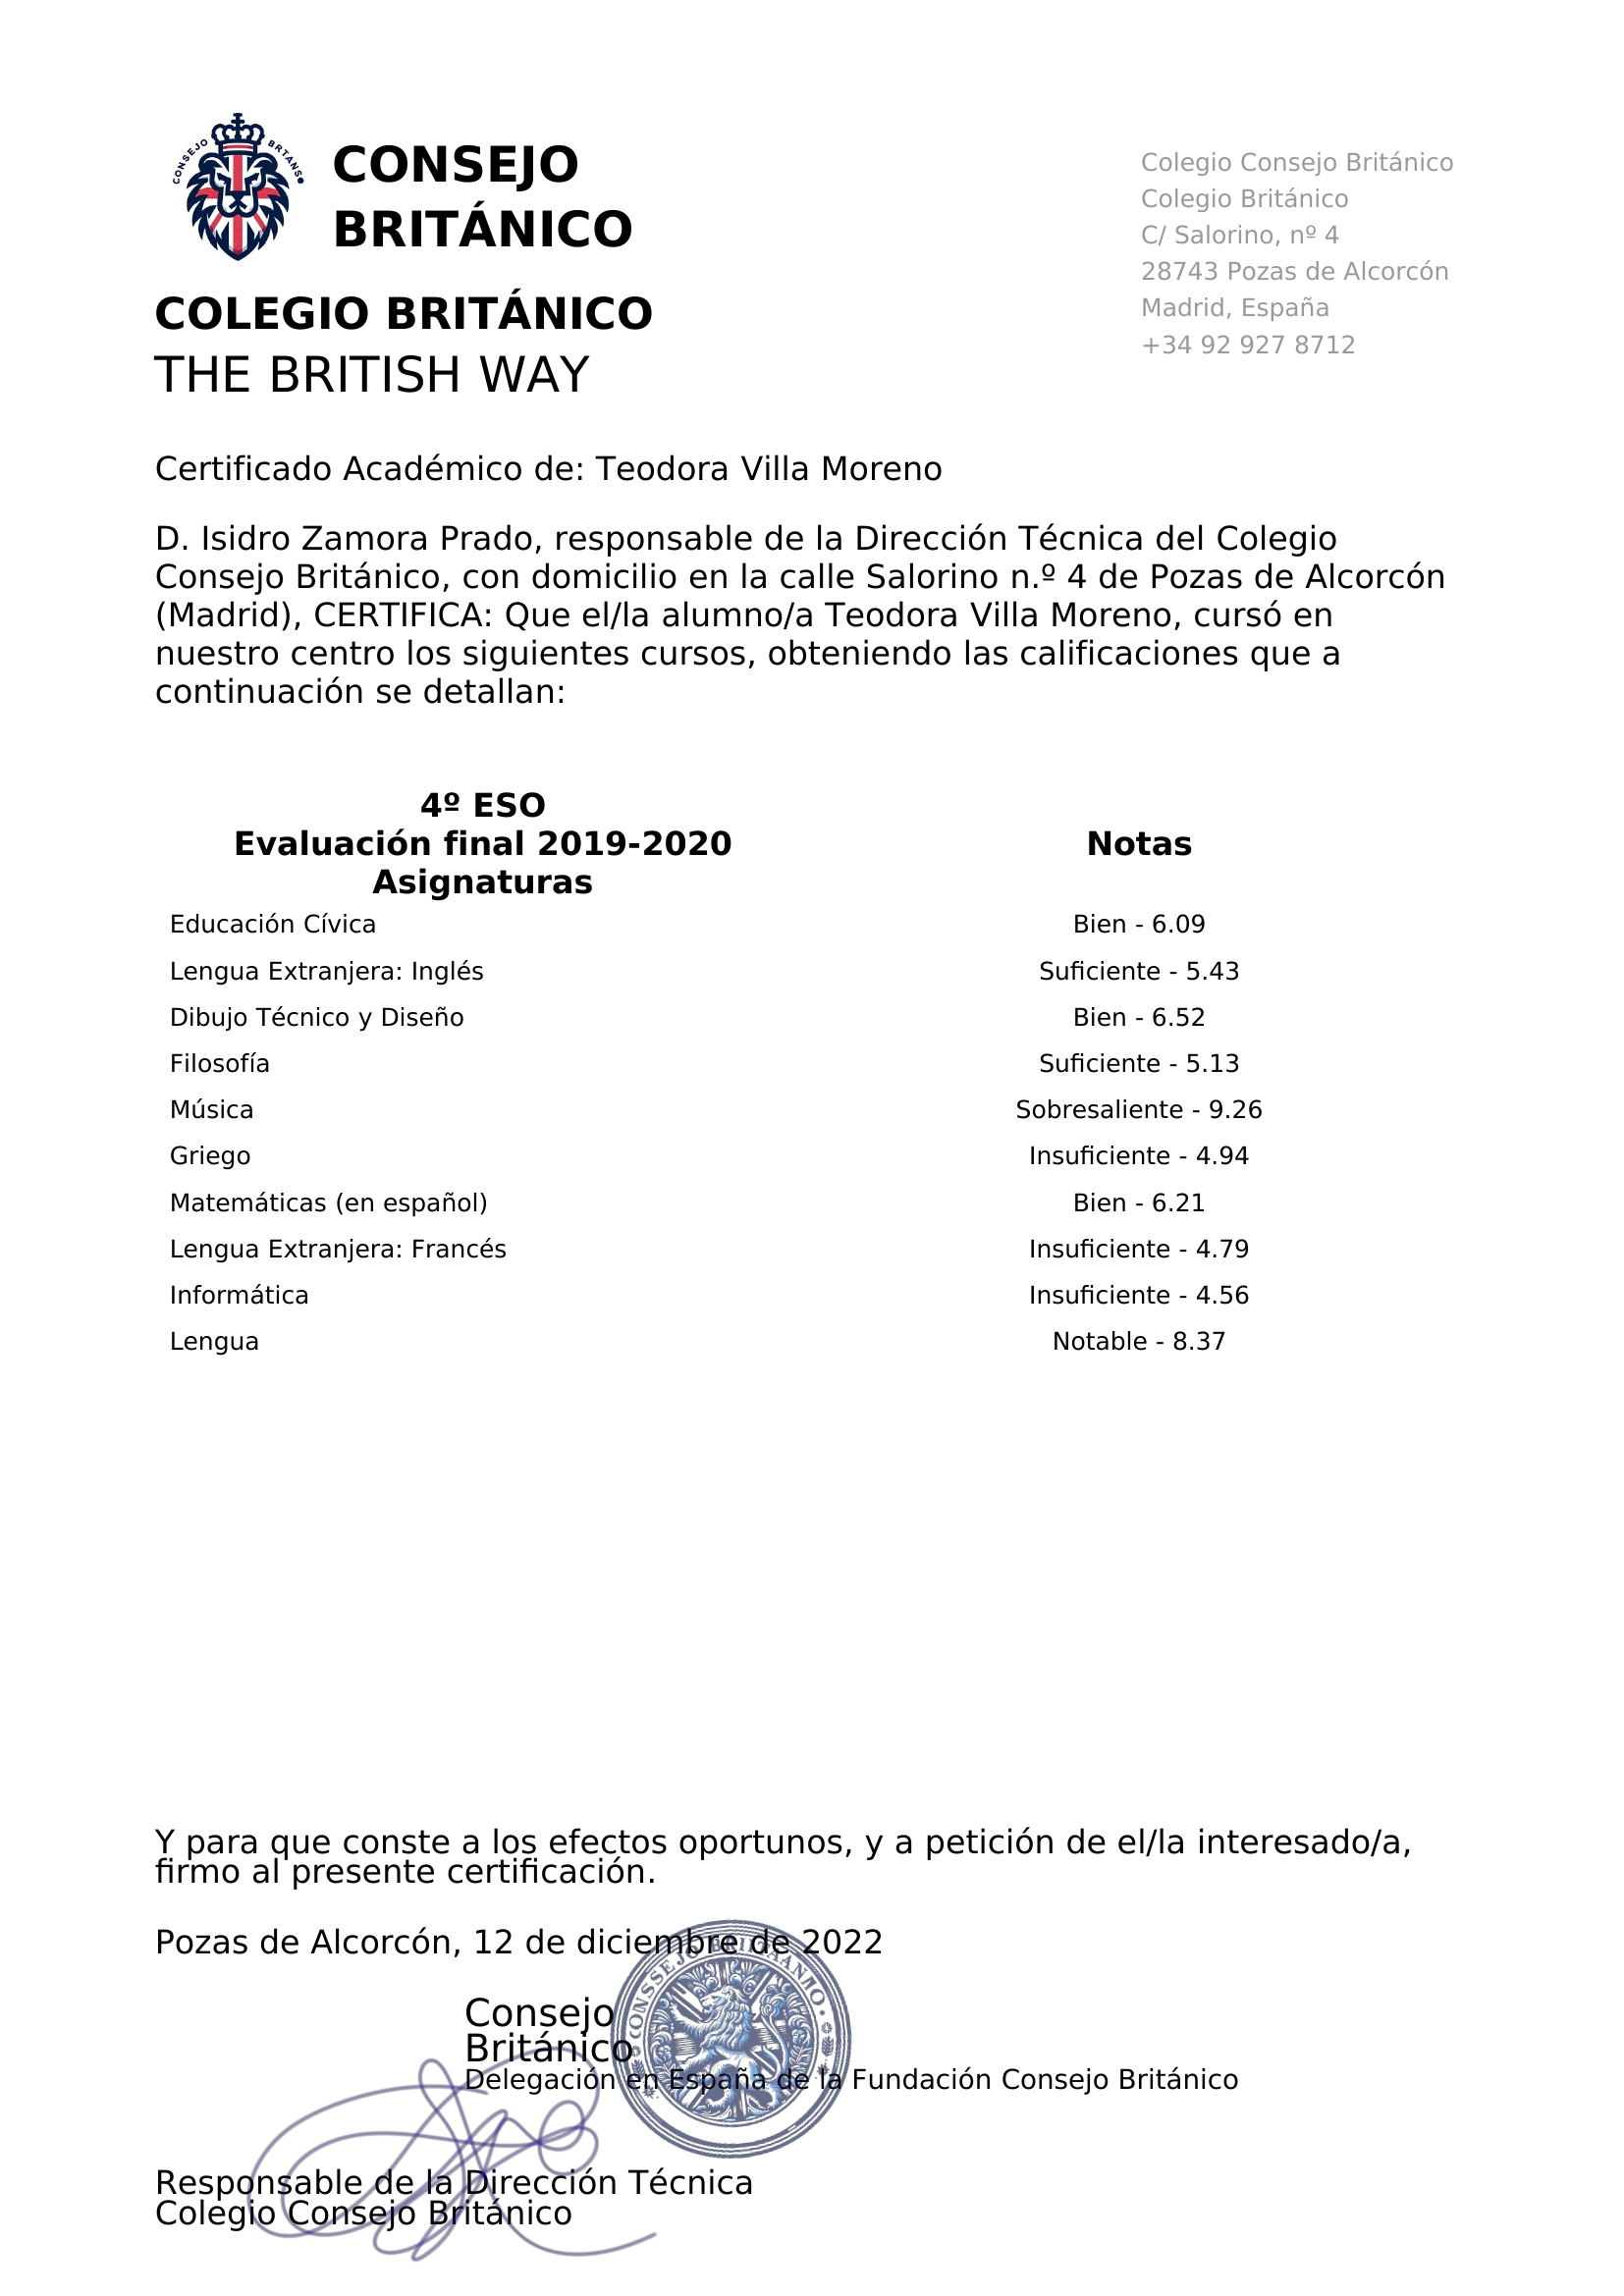 CONSEJO BRTANS
CONSEJO
BRITÁNICO
COLEGIO BRITÁNICO
THE BRITISH WAY
Colegio Consejo Británico
Colegio Británico
C/ Salorino, nº 4
28743 Pozas de Alcorcón
Madrid, España
+34 92 927 8712
Certificado Académico de: Teodora Villa Moreno
D. Isidro Zamora Prado, responsable de la Dirección Técnica del Colegio
Consejo Británico, con domicilio en la calle Salorino n.º 4 de Pozas de Alcorcón
(Madrid), CERTIFICA: Que el/la alumno/a Teodora Villa Moreno, cursó en
nuestro centro los siguientes cursos, obteniendo las calificaciones que a
continuación se detallan:
4º ESO
Evaluación final 2019-2020 Notas
Asignaturas
Educación Cívica Bien - 6.09
Lengua Extranjera: Inglés Suficiente - 5.43
Dibujo Técnico y Diseño Bien - 6.52
Filosofía Suficiente - 5.13
Música Sobresaliente - 9.26
Griego Insuficiente - 4.94
Matemáticas (en español) Bien - 6.21
Lengua Extranjera: Francés Insuficiente - 4.79
Informática Insuficiente - 4.56
Lengua Notable - 8.37
Y para que conste a los efectos oportunos, y a petición de el/la interesado/a,
firmo al presente certificación.
Pozas de Alcorcón, 12 de diciembre de 2022
Consejo
Británico
Delegación en España de la Fundación Consejo Británico
Responsable de la Dirección Técnica
Colegio Consejo Británico